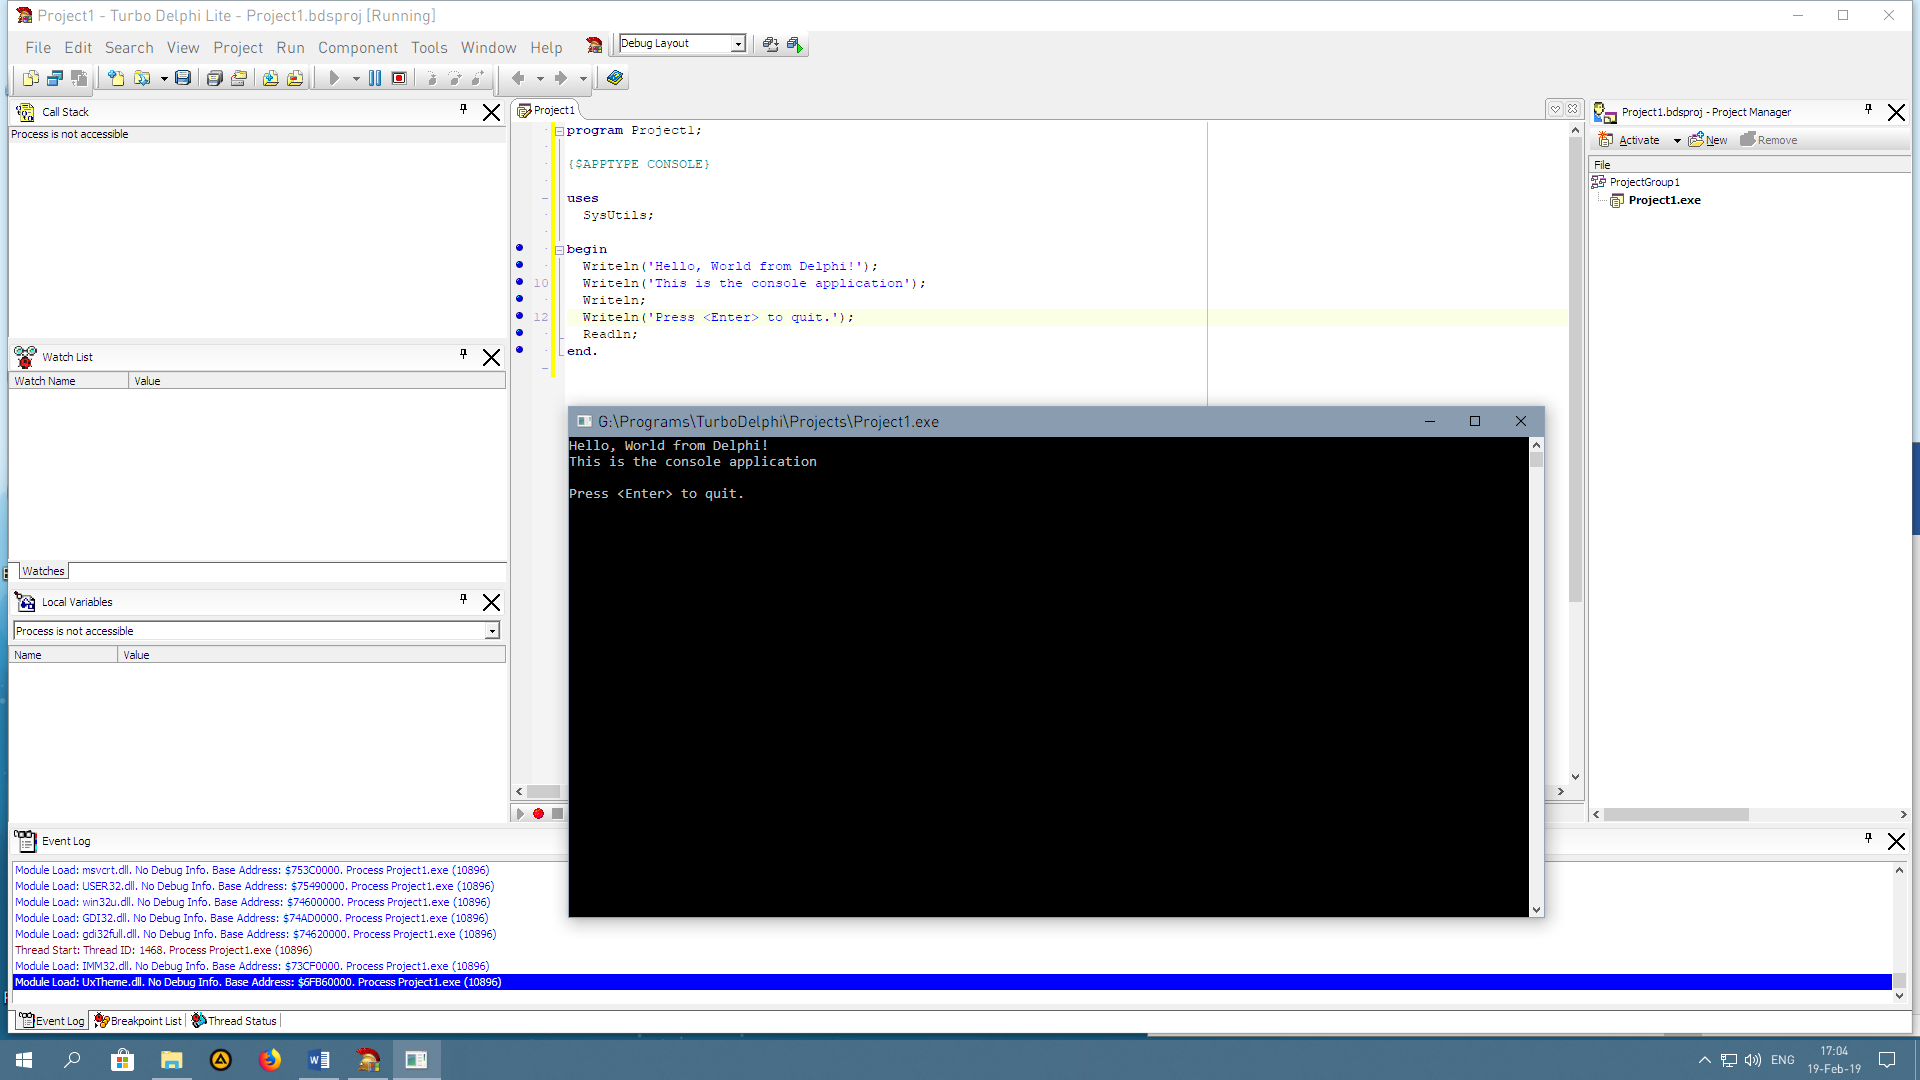 Project1 - Turbo Delphi Lite - Project1.bdsproj [Running]
File Edit Search View Project Run Component Tools Window Help
Debug Layout
Call Stack
Process is not accessible
Watch List
Watch Name Value
Watches
Local Variables
Process is not accessible
Name Value
Project1
program Project1;
{$APPTYPE CONSOLE}
uses
SysUtils;
begin
Writeln('Hello, World from Delphi!');
10 Writeln('This is the console application');
Writeln;
12 Writeln('Press <Enter> to quit.');
Readln;
end.
Project1.bdsproj - Project Manager
Activate New Remove
File
ProjectGroup1
Project1.exe
G:\Programs\TurboDelphi\Projects\Project1.exe
Hello, World from Delphi!
This is the console application
Press <Enter> to quit.
Event Log
Module Load: msvcrt.dll. No Debug Info. Base Address: $753C0000. Process Project1.exe (10896)
Module Load: USER32.dll. No Debug Info. Base Address: $75490000. Process Project1.exe (10896)
Module Load: win32u.dll. No Debug Info. Base Address: $74600000. Process Project1.exe (10896)
Module Load: GDI32.dll. No Debug Info. Base Address: $74AD0000. Process Project1.exe (10896)
Module Load: gdi32full.dll. No Debug Info. Base Address: $74620000. Process Project1.exe (10896)
Thread Start: Thread ID: 1468. Process Project1.exe (10896)
Module Load: IMM32.dll. No Debug Info. Base Address: $73CF0000. Process Project1.exe (10896)
Module Load: UxTheme.dll. No Debug Info. Base Address: $6FB60000. Process Project1.exe (10896)
Event Log Breakpoint List Thread Status
ENG
17:04
19-Feb-19